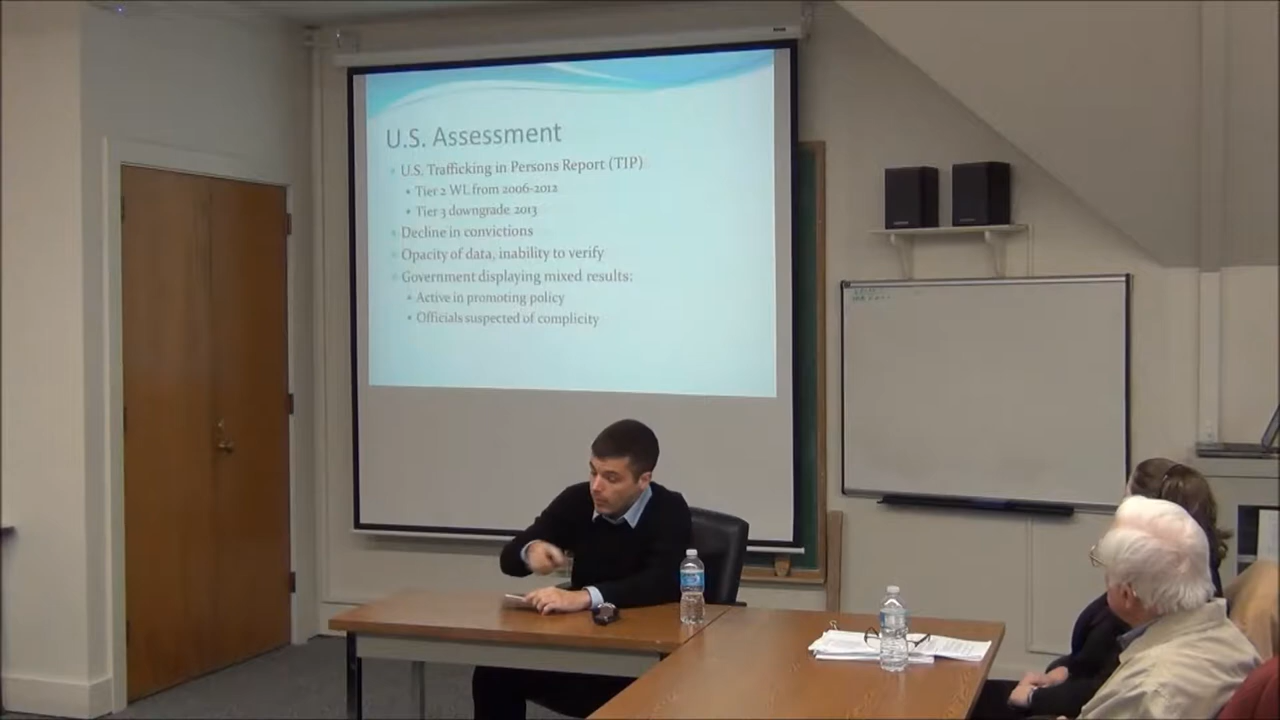 U.S. Assessment
U.S. Trafficking in Persons Report (TIP)
Tier 2 WL from 2006-2012
Tier 3 downgrade 2013
Decline in convictions
Opacity of data, inability to verify
Government displaying mixed results:
Active in promoting policy
Officials suspected of complicity